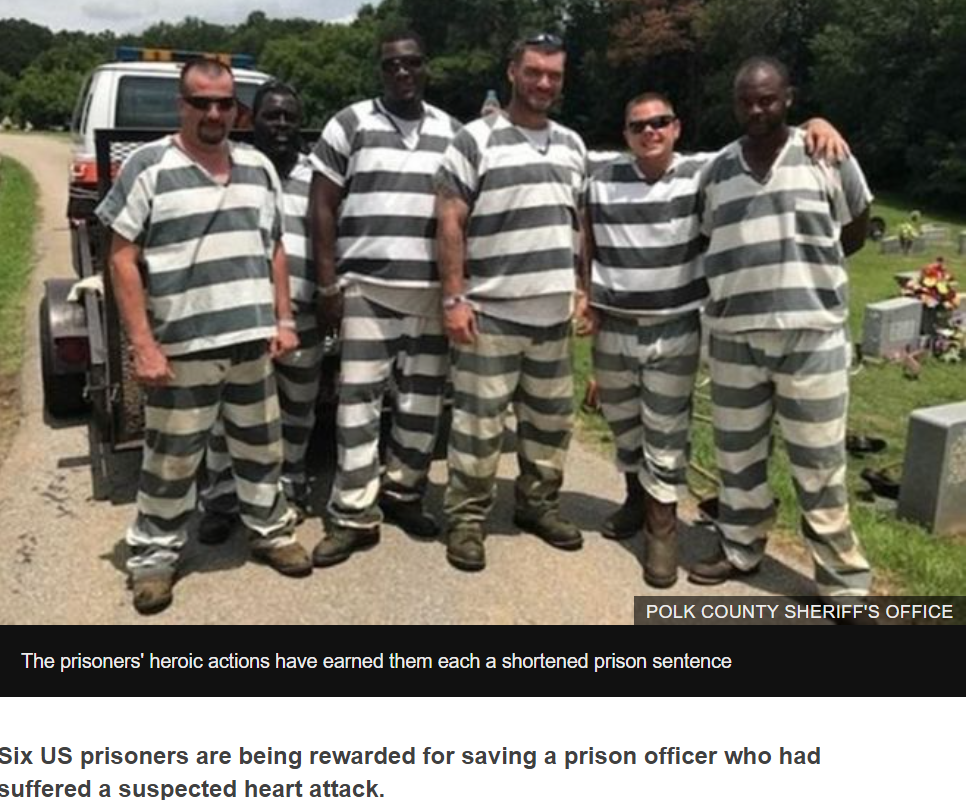 POLK COUNTY SHERIFF'S OFFICE
The prisoners' heroic actions have earned them each a shortened prison sentence
Six US prisoners are being rewarded for saving a prison officer who had
suffered a suspected heart attack.